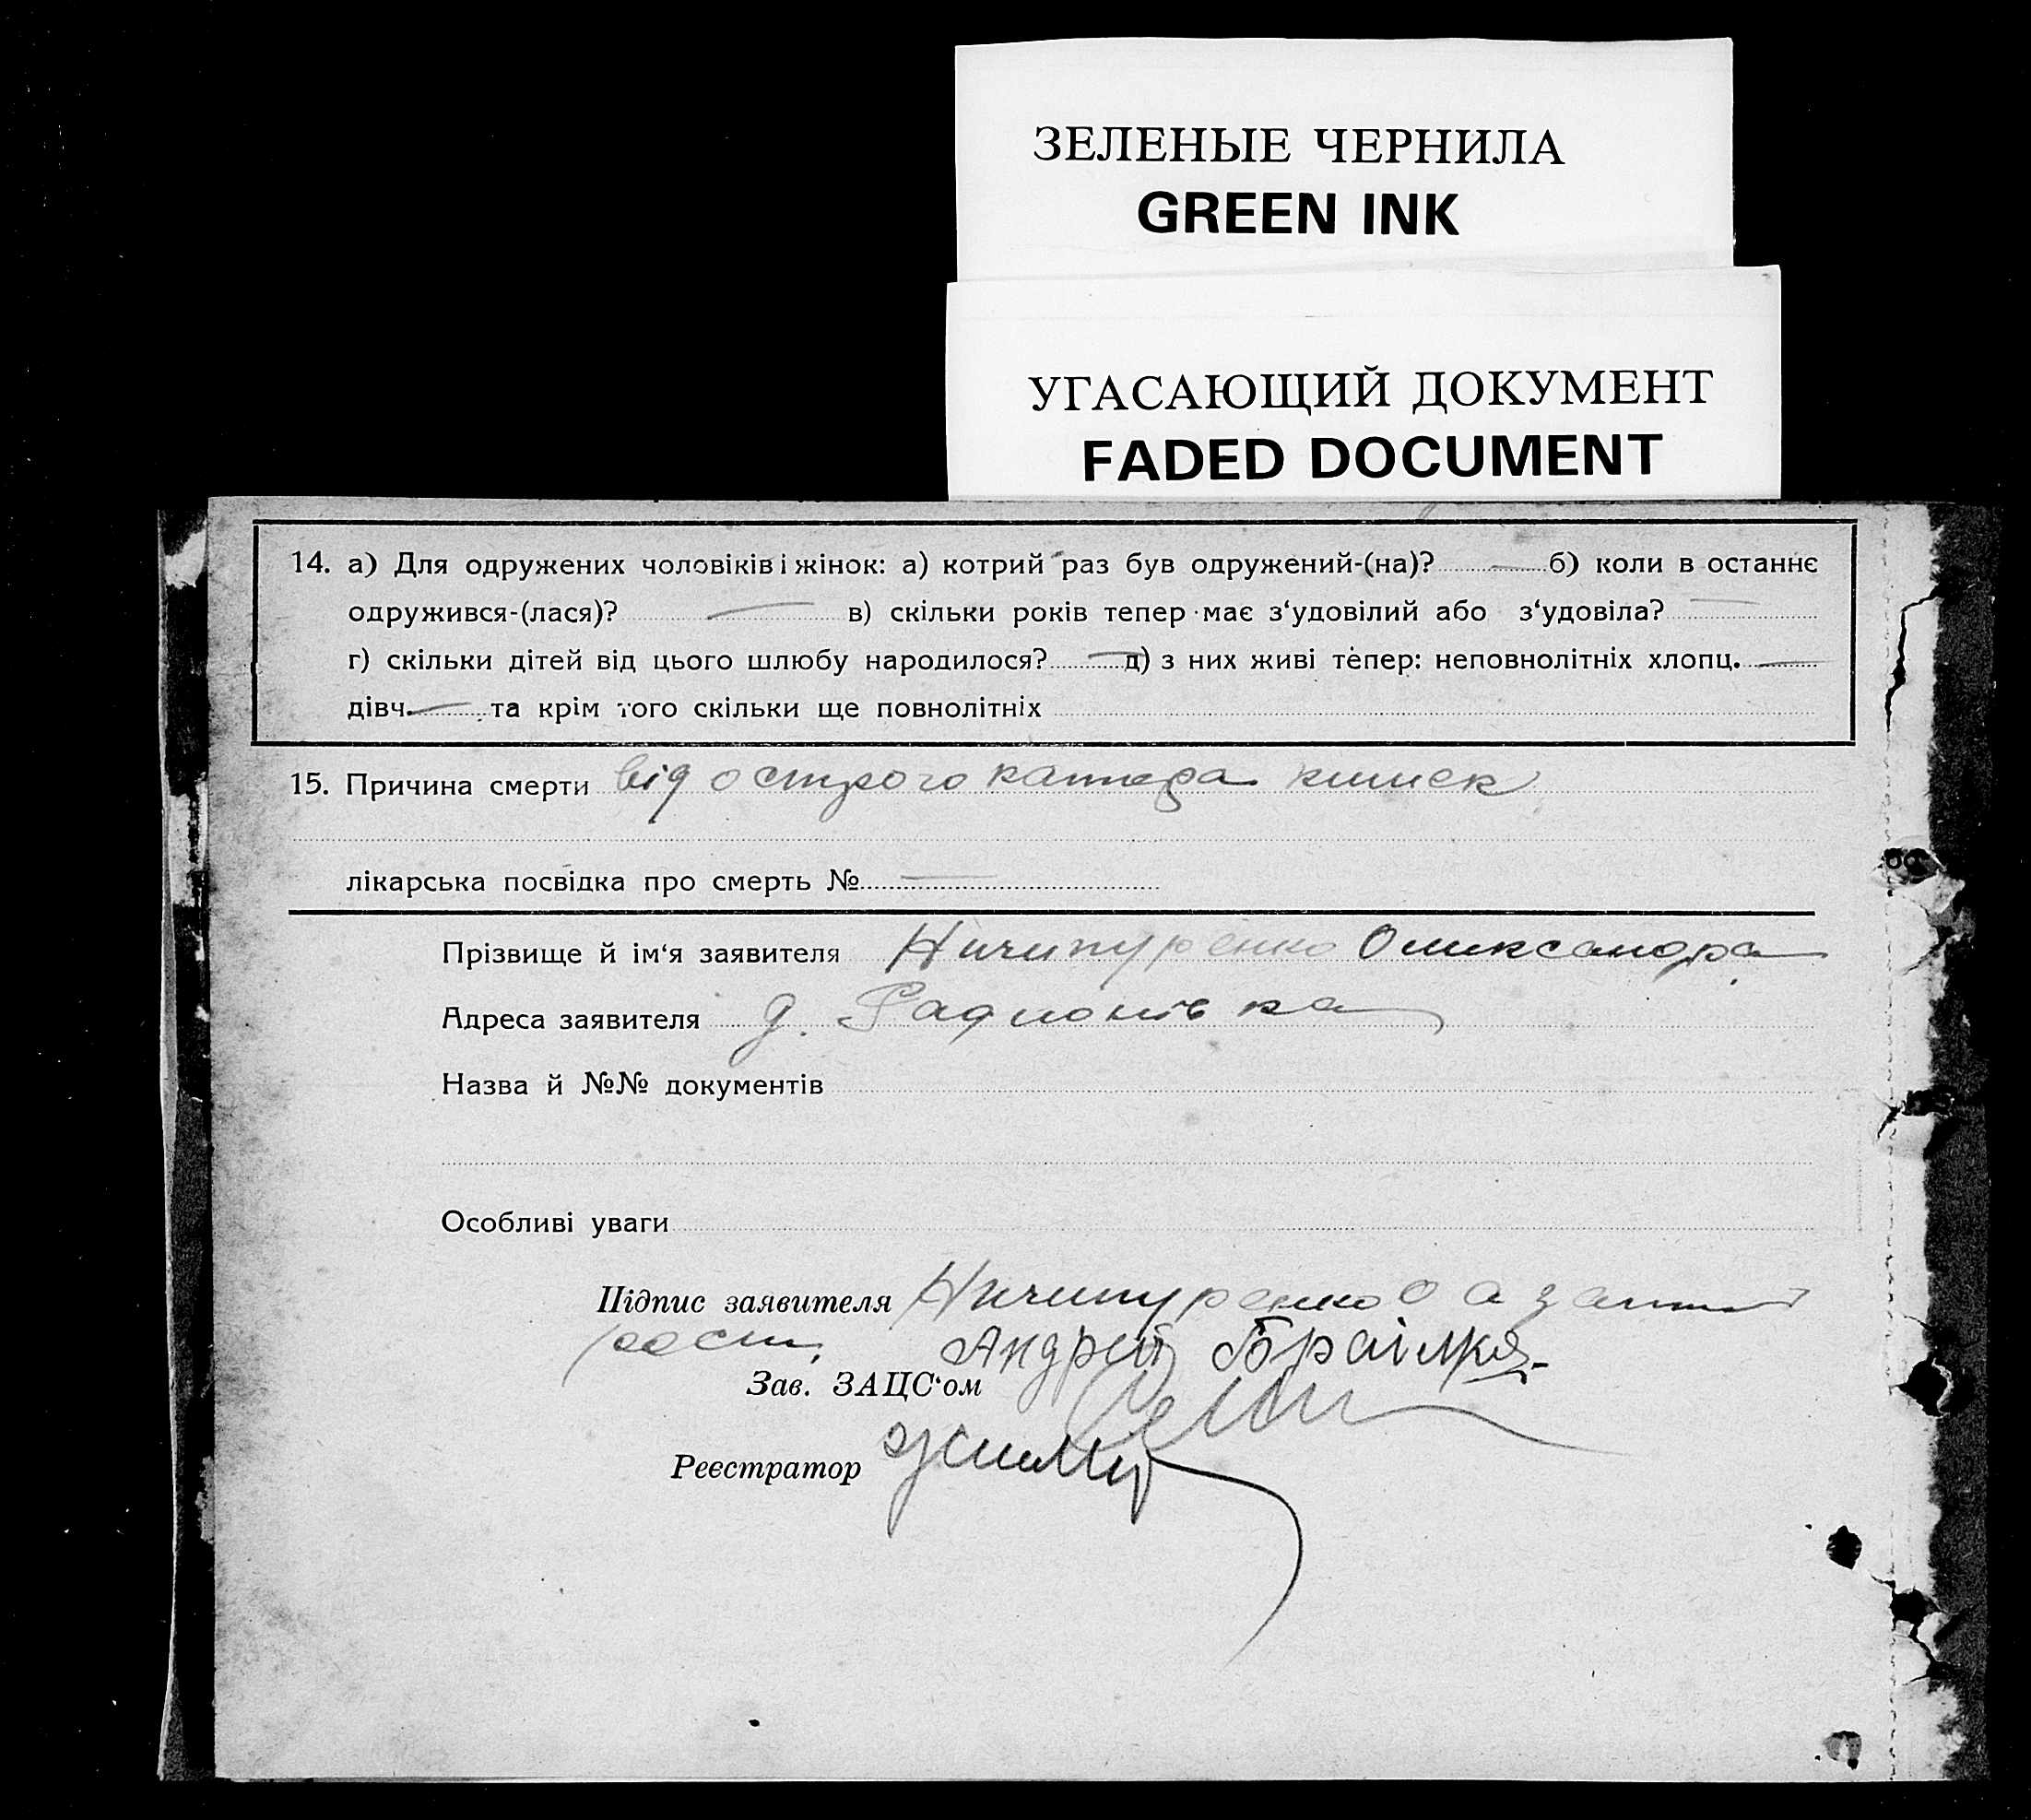 ЗЕЛЕНЫЕ ЧЕРНИЛА
GREEN INK
УГАСАЮЩИЙ ДОКУМЕНТ
FADED DOCUMENT
14. а) Для одружених чоловіків і жінок: а) котрий раз був одружений-(на)? — б) коли в останнє
одружився-(лася)? — в) скільки років тепер має з‘удовілий або з‘удовіла? —
г) скільки дітей від цього шлюбу народилося? — д) з них живі тепер: неповнолітніх хлопц. —
дівч. — та крім того скільки ще повнолітніх
15. Причина смерти від острого катара кишек
лікарська посвідка про смерть № —
Прізвище й ім‘я заявителя Ничипуренко Олександра
Адреса заявителя д. Радионівка
Назва й №№ документів
Особливі уваги
Підпис заявителя Ничипуренко О а за
Андрей
Зав. ЗАЦС‘ом
Реєстратор